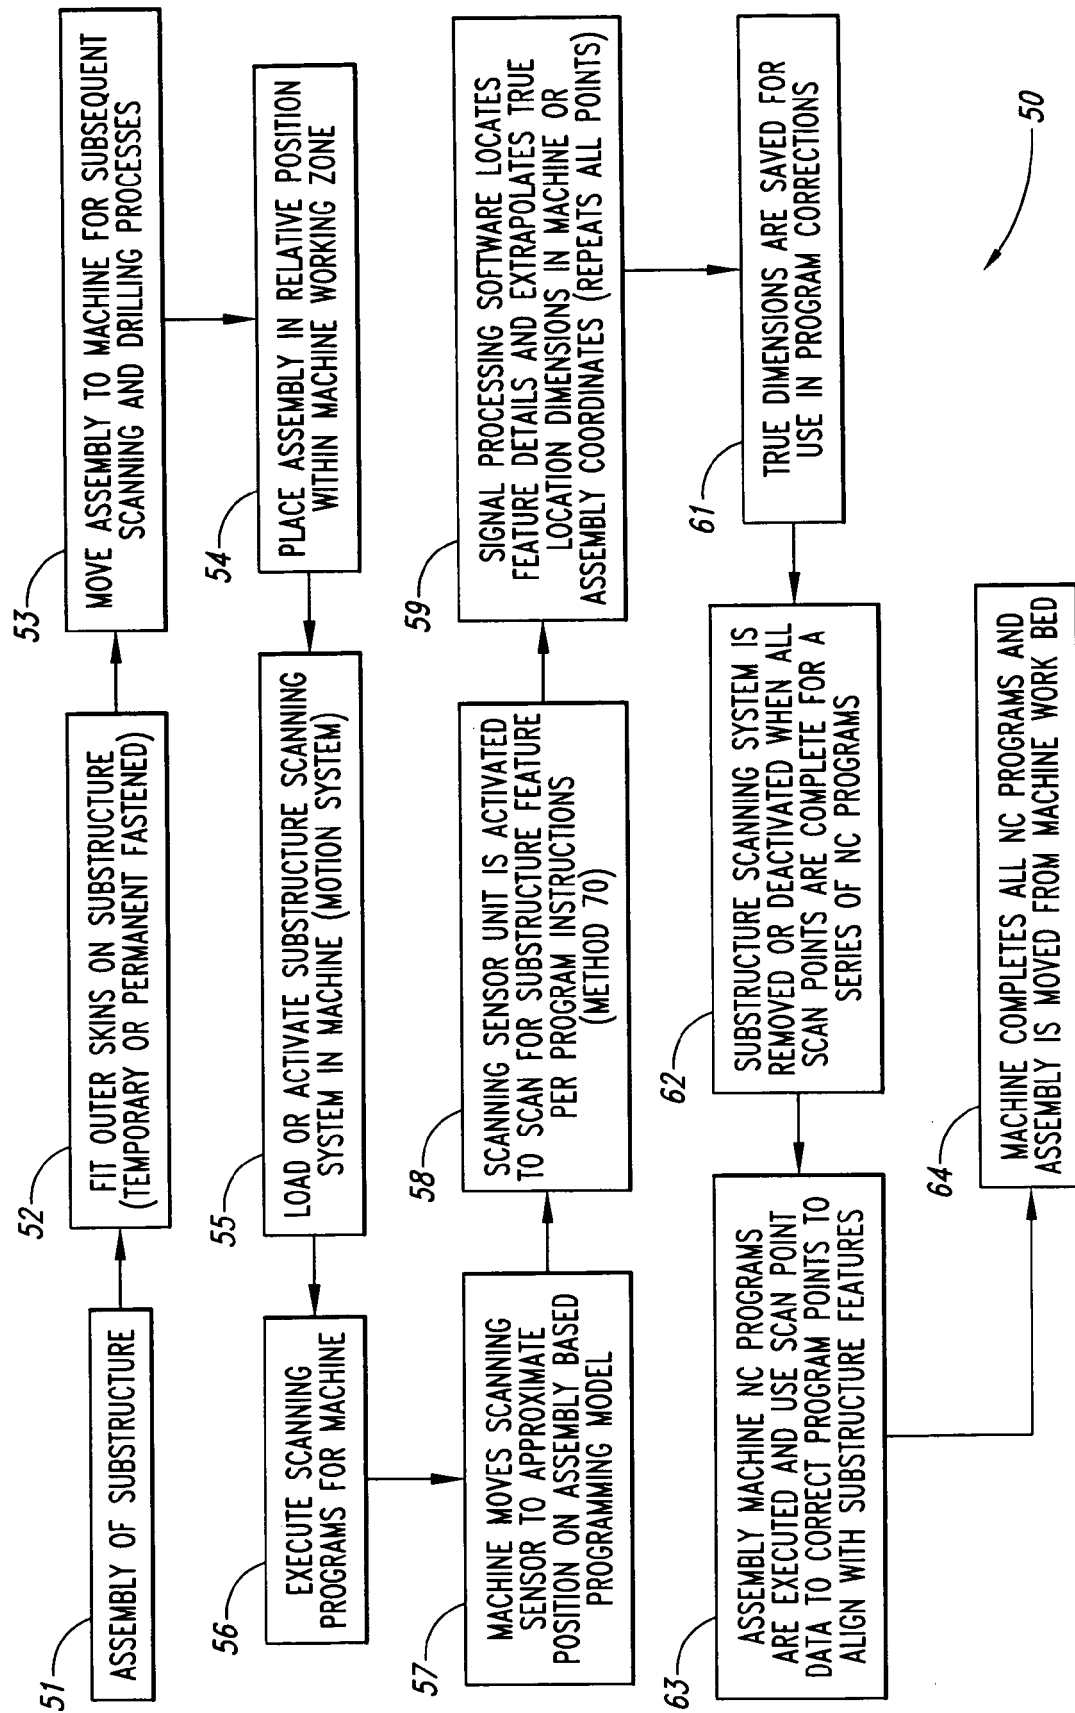 51
ASSEMBLY OF SUBSTRUCTURE
52
FIT OUTER SKINS ON SUBSTRUCTURE
(TEMPORARY OR PERMANENT FASTENED)
53
MOVE ASSEMBLY TO MACHINE FOR SUBSEQUENT
SCANNING AND DRILLING PROCESSES
54
PLACE ASSEMBLY IN RELATIVE POSITION
WITHIN MACHINE WORKING ZONE
55
LOAD OR ACTIVATE SUBSTRUCTURE SCANNING
SYSTEM IN MACHINE (MOTION SYSTEM)
56
EXECUTE SCANNING
PROGRAMS FOR MACHINE
57
MACHINE MOVES SCANNING
SENSOR TO APPROXIMATE
POSITION ON ASSEMBLY BASED
PROGRAMMING MODEL
58
SCANNING SENSOR UNIT IS ACTIVATED
TO SCAN FOR SUBSTRUCTURE FEATURE
PER PROGRAM INSTRUCTIONS
(METHOD 70)
59
SIGNAL PROCESSING SOFTWARE LOCATES
FEATURE DETAILS AND EXTRAPOLATES TRUE
LOCATION DIMENSIONS IN MACHINE OR
ASSEMBLY COORDINATES (REPEATS ALL POINTS)
61
TRUE DIMENSIONS ARE SAVED FOR
USE IN PROGRAM CORRECTIONS
62
SUBSTRUCTURE SCANNING SYSTEM IS
REMOVED OR DEACTIVATED WHEN ALL
SCAN POINTS ARE COMPLETE FOR A
SERIES OF NC PROGRAMS
63
ASSEMBLY MACHINE NC PROGRAMS
ARE EXECUTED AND USE SCAN POINT
DATA TO CORRECT PROGRAM POINTS TO
ALIGN WITH SUBSTRUCTURE FEATURES
64
MACHINE COMPLETES ALL NC PROGRAMS AND
ASSEMBLY IS MOVED FROM MACHINE WORK BED
50